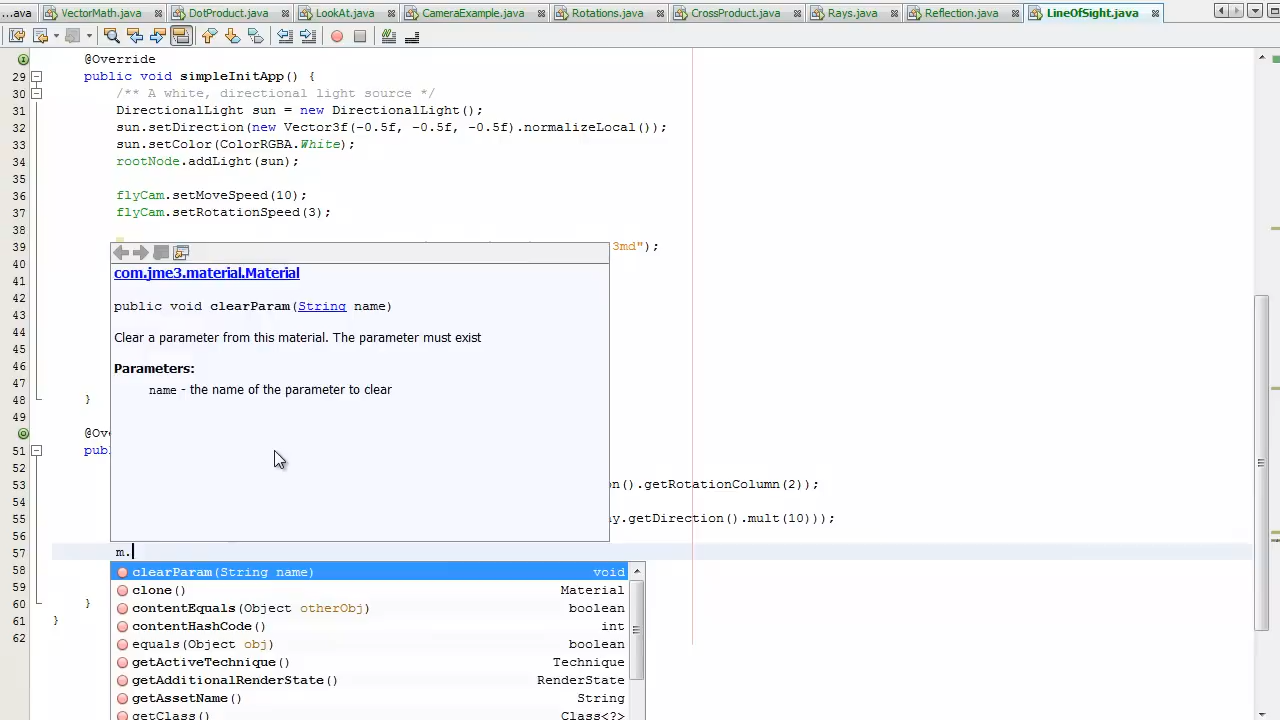 ...ava VectorMath.java DotProduct.java LookAt.java CameraExample.java Rotations.java CrossProduct.java Rays.java Reflection.java LineOfSight.java
@Override
29 public void simpleInitApp() {
30 /** A white, directional light source */
31 DirectionalLight sun = new DirectionalLight();
32 sun.setDirection(new Vector3f(-0.5f, -0.5f, -0.5f).normalizeLocal());
33 sun.setColor(ColorRGBA.White);
34 rootNode.addLight(sun);
35
36 flyCam.setMoveSpeed(10);
37 flyCam.setRotationSpeed(3);
38
39 3md");
40
41
42
43
44
45
46
47
48 }
49
@Ov
51 publ
52
53 n().getRotationColumn(2));
54
55 y.getDirection().mult(10)));
56
57 m.
58
59
60 }
61 }
62
com.jme3.material.Material
public void clearParam(String name)
Clear a parameter from this material. The parameter must exist
Parameters:
name - the name of the parameter to clear
clearParam(String name) void
clone() Material
contentEquals(Object otherObj) boolean
contentHashCode() int
equals(Object obj) boolean
getActiveTechnique() Technique
getAdditionalRenderState() RenderState
getAssetName() String
getClass() Class<?>